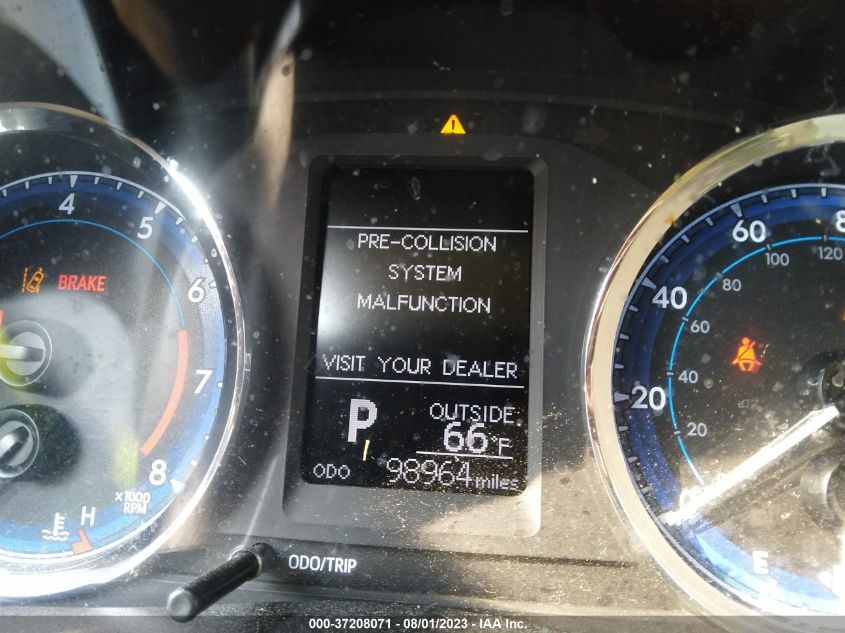 4
5
6
7
8
x1000
RPM
BRAKE
H
E
PRE-COLLISION
SYSTEM
MALFUNCTION
VISIT YOUR DEALER
P
OUTSIDE
66°F
ODO 98964 miles
ODO/TRIP
60
40
20
0
100
120
80
60
40
20
E
000-37208071 - 08/01/2023 - IAA Inc.